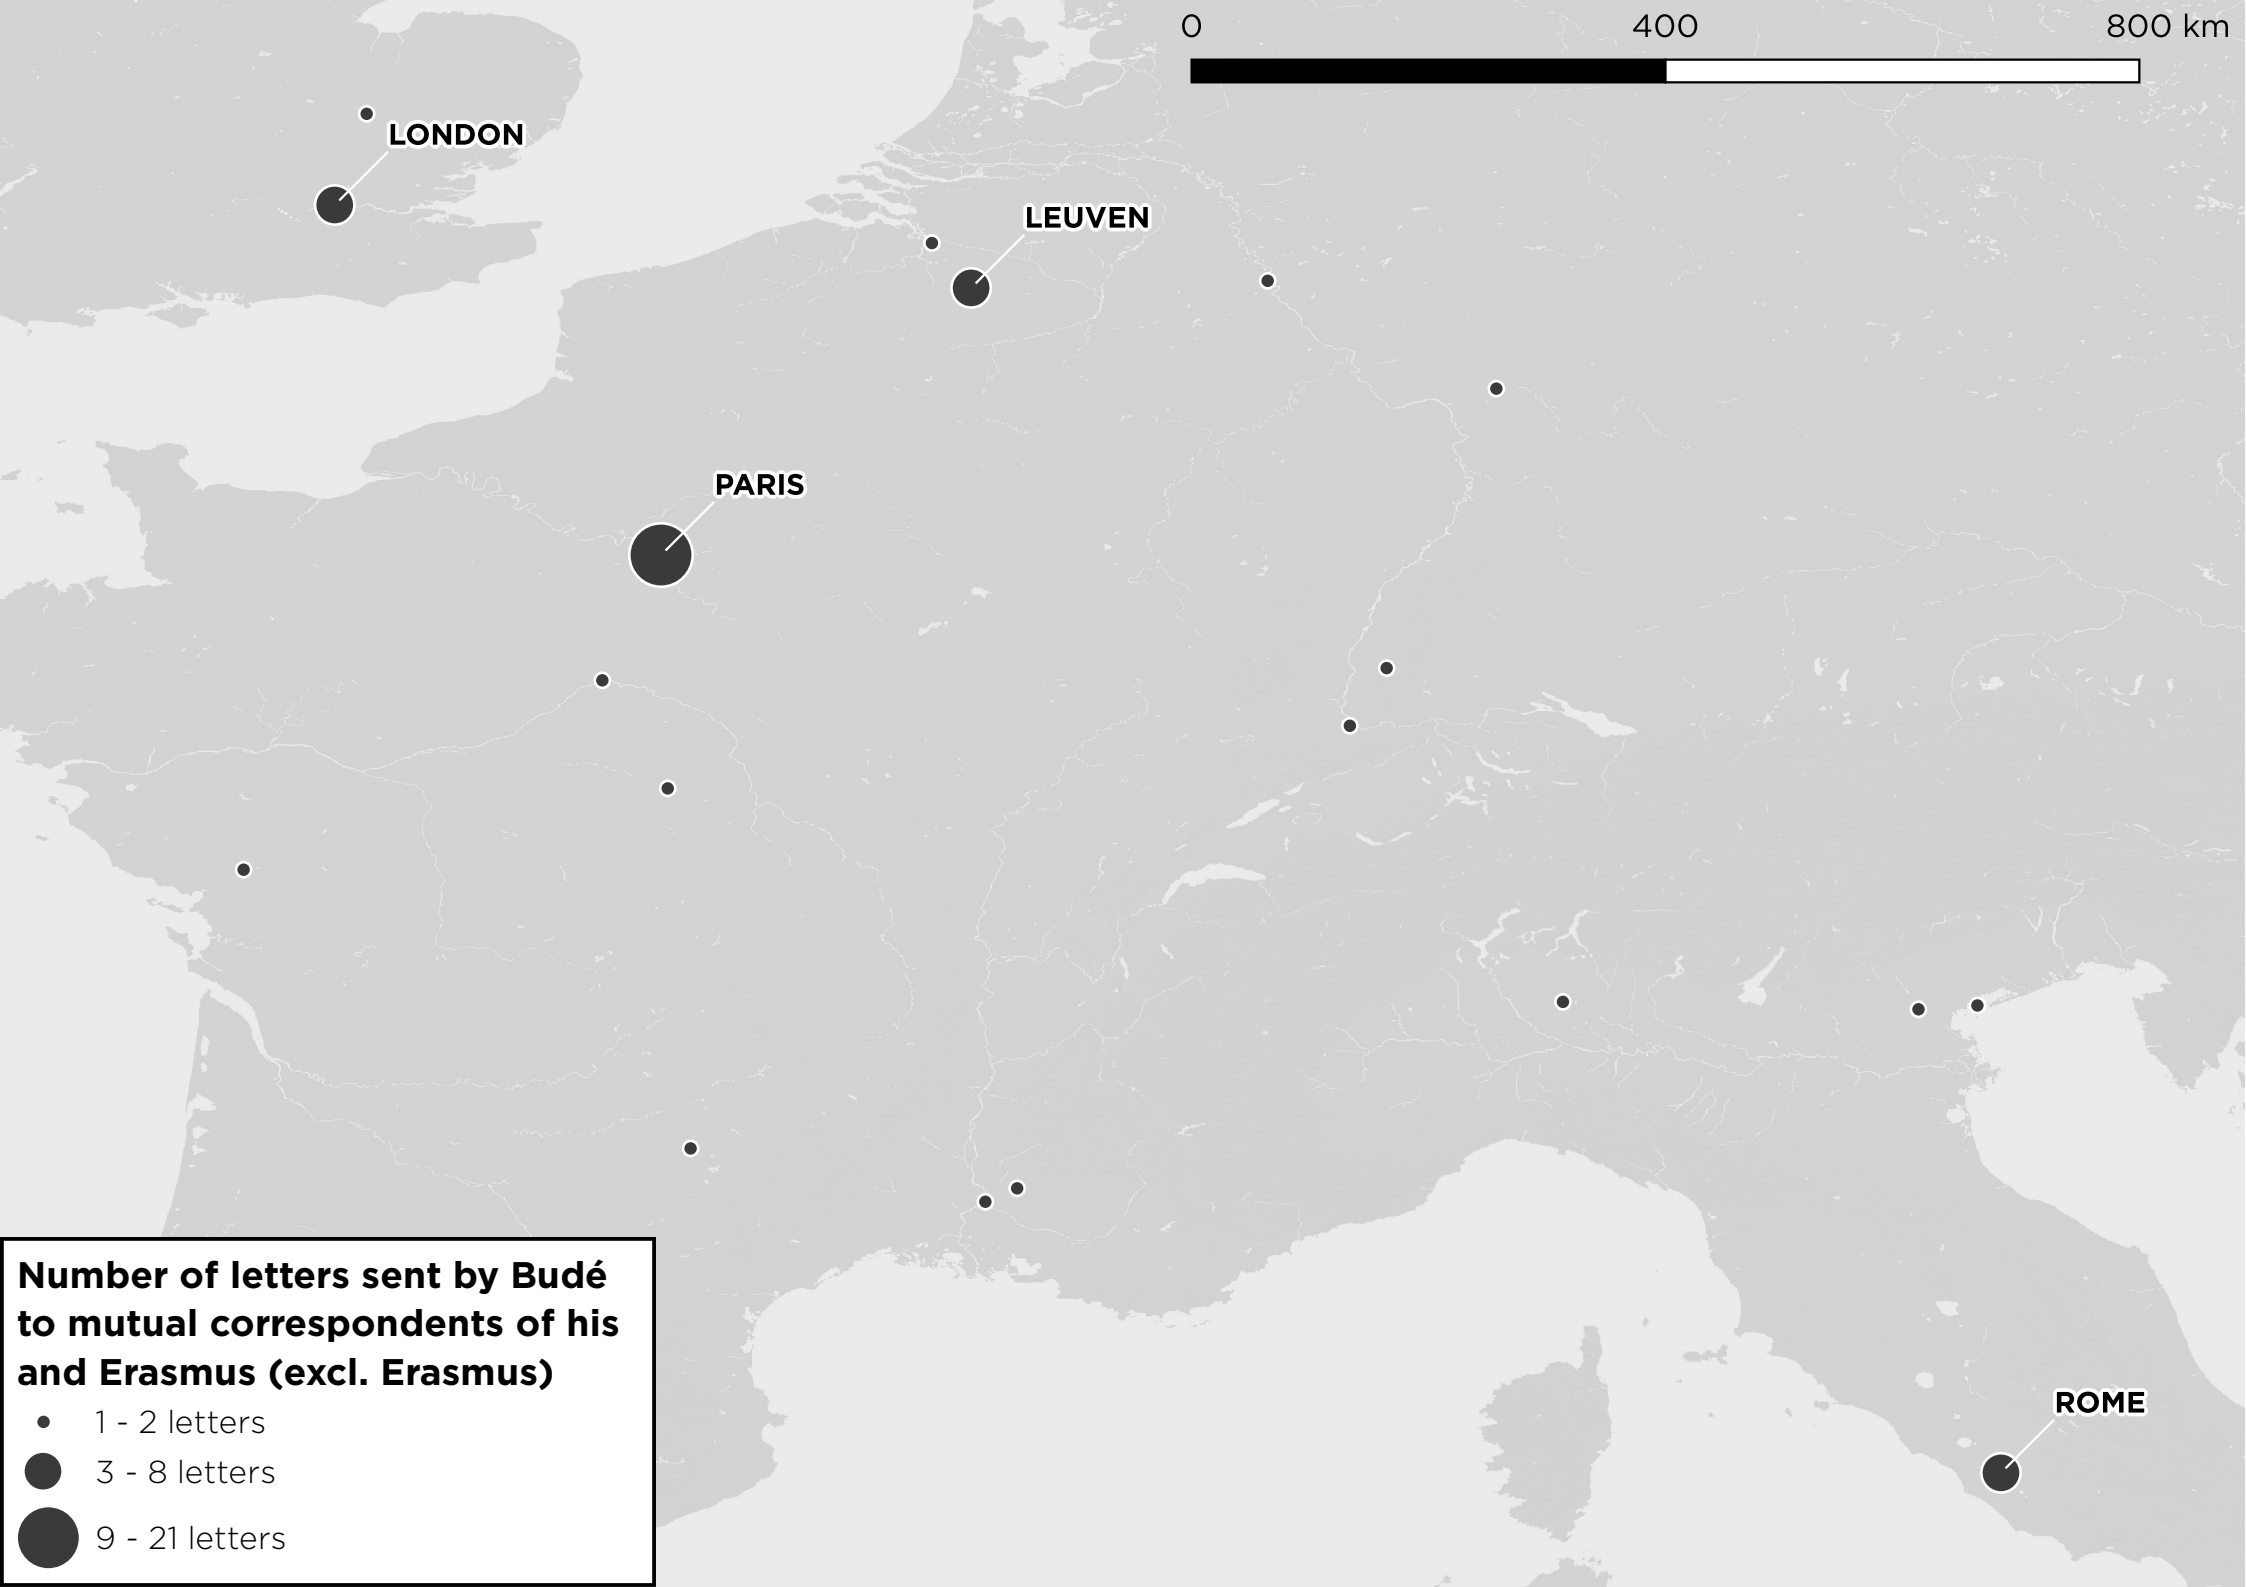 0 400 800 km
LONDON
LEUVEN
PARIS
ROME
Number of letters sent by Budé
to mutual correspondents of his
and Erasmus (excl. Erasmus)
1 - 2 letters
3 - 8 letters
9 - 21 letters